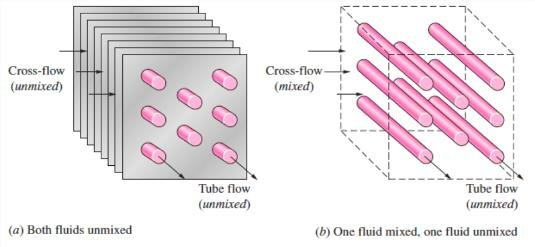 Cross-flow
(unmixed)
Tube flow
(unmixed)
(a) Both fluids unmixed
Cross-flow
(mixed)
Tube flow
(unmixed)
(b) One fluid mixed, one fluid unmixed